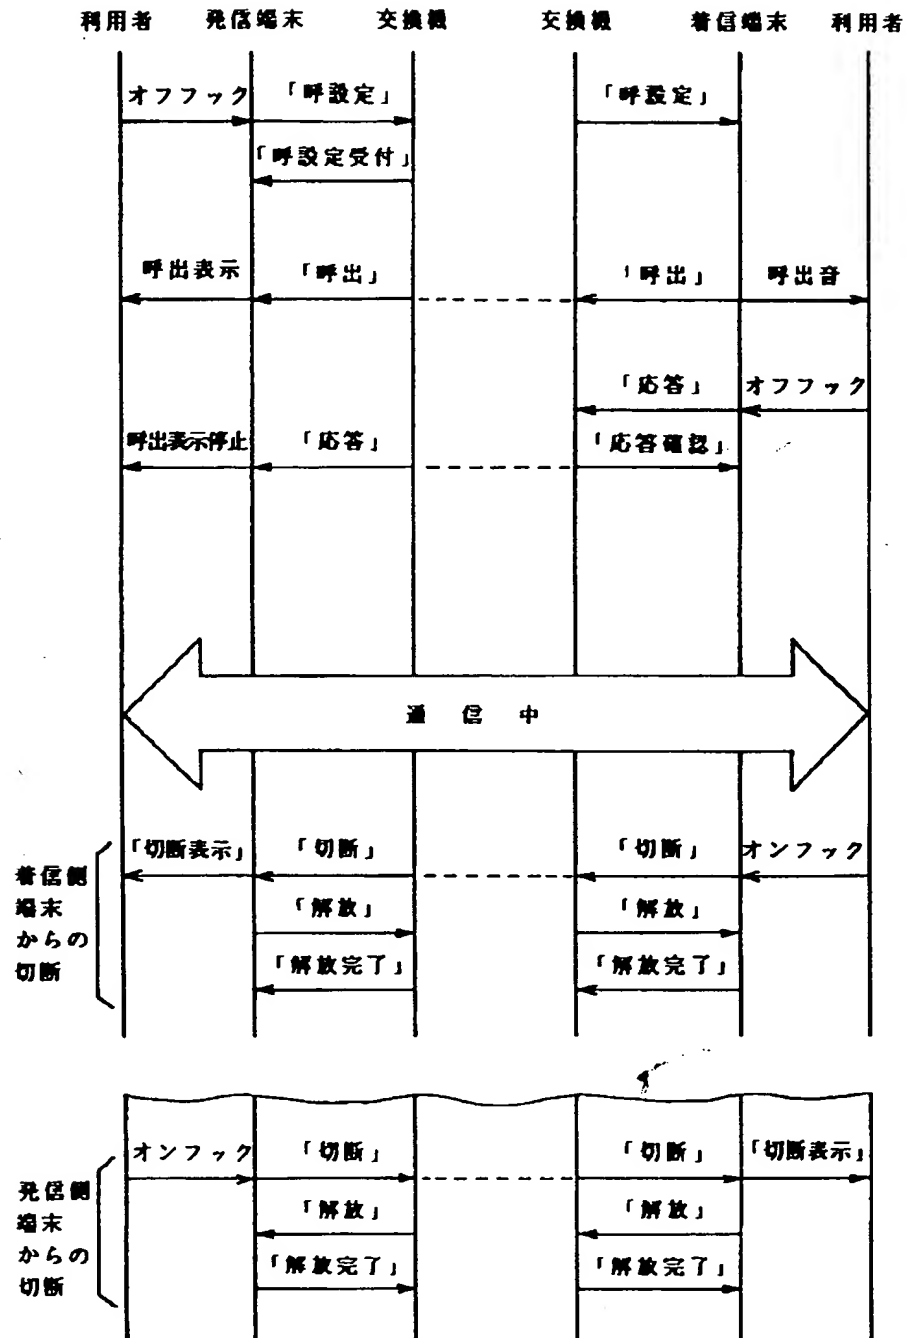 利用者 発信端末 交換機 交換機 着信端末 利用者
オフフック 「呼設定」 「呼設定」
「呼設定受付」
呼出表示 「呼出」 「呼出」 呼出音
「応答」 オフフック
呼出表示停止 「応答」 「応答確認」
通信中
「切断表示」 「切断」 「切断」 オンフック
着信側
端末
からの
切断
「解放」 「解放」
「解放完了」 「解放完了」
オンフック 「切断」 「切断」 「切断表示」
発信側
端末
からの
切断
「解放」 「解放」
「解放完了」 「解放完了」